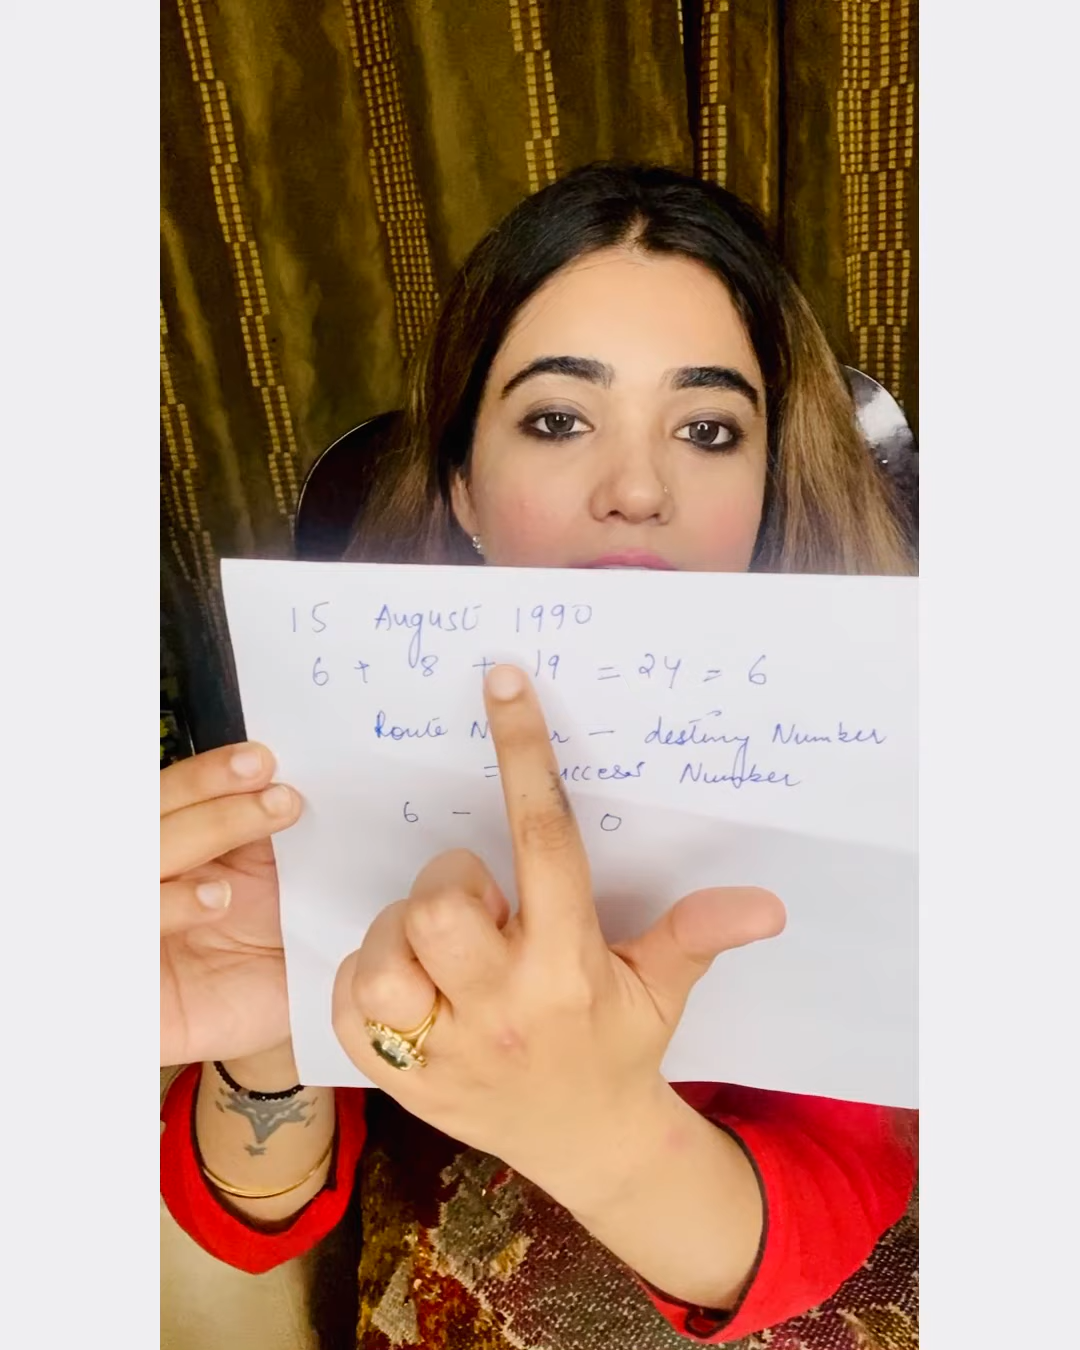 15 August 1990
6 + 8 + 19 = 24 = 6
Route - destiny Number
= Number
6 - 0